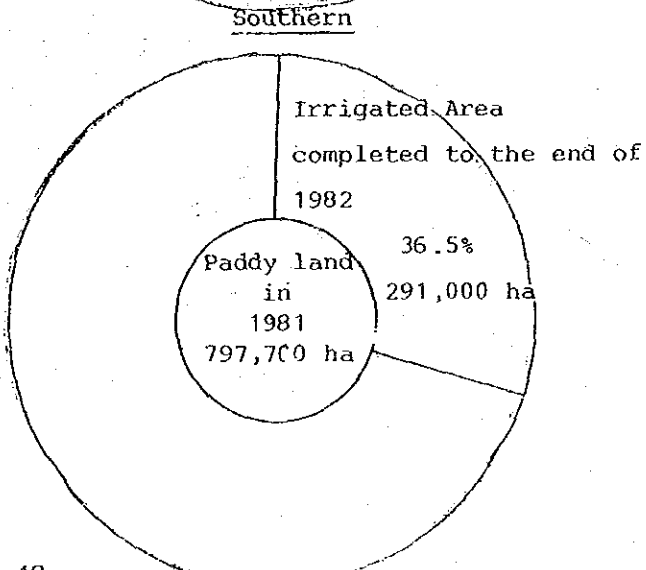 Southern
Irrigated Area
completed to the end of
1982
36.5%
291,000 ha
Paddy land
in
1981
797,700 ha